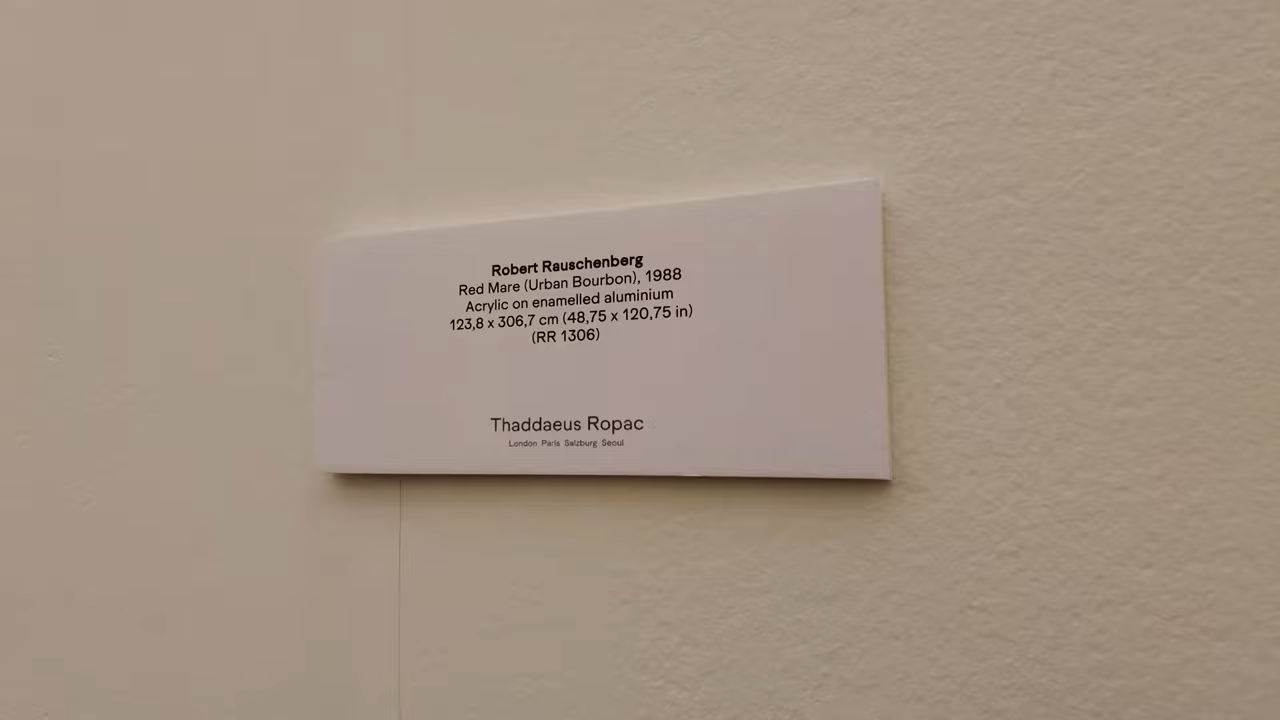 Robert Rauschenberg
Red Mare (Urban Bourbon), 1988
Acrylic on enamelled aluminium
123,8 x 306,7 cm (48,75 x 120,75 in)
(RR 1306)
Thaddaeus Ropac
London Paris Salzburg Seoul